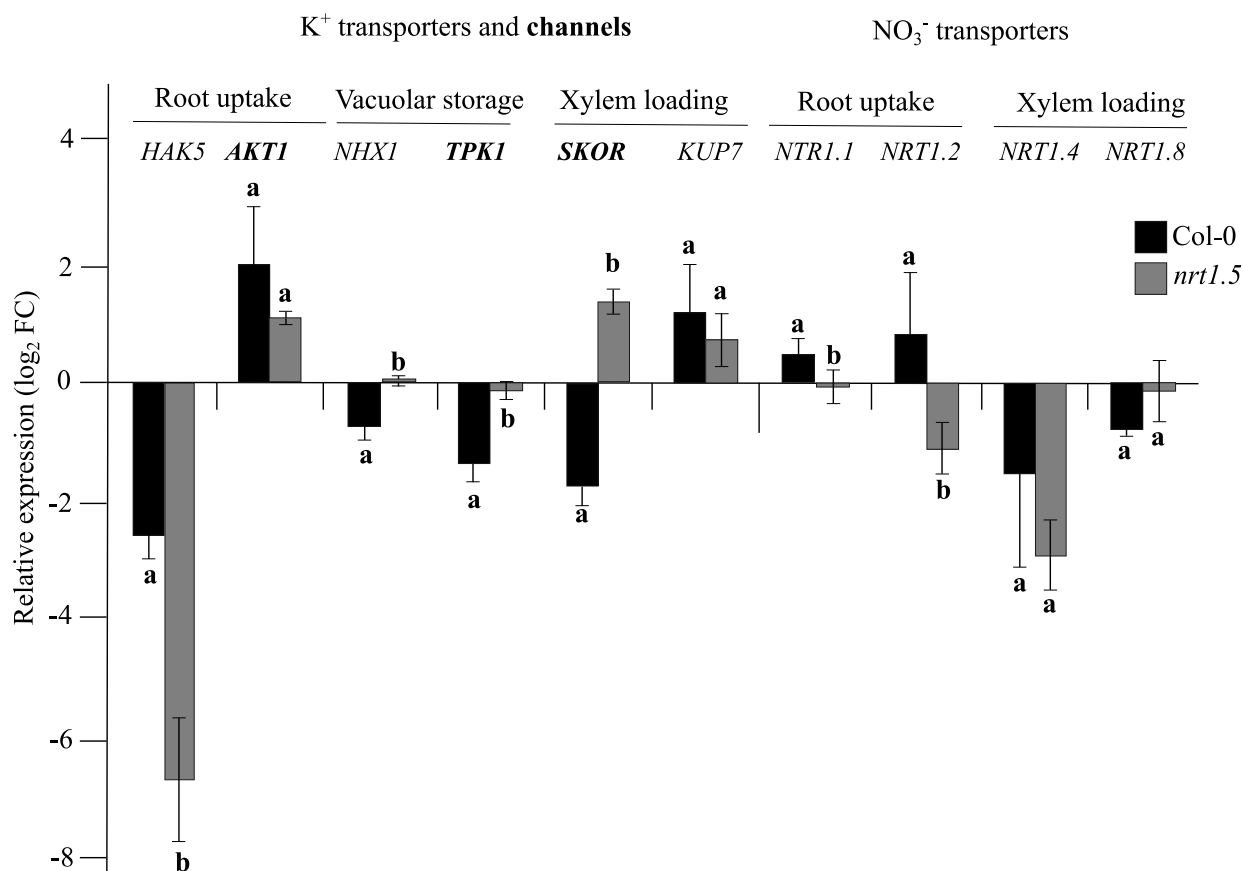 K⁺ transporters and channels
NO₃⁻ transporters
Root uptake
Vacuolar storage
Xylem loading
Root uptake
Xylem loading
HAK5 AKT1 NHX1 TPK1 SKOR KUP7 NTR1.1 NRT1.2 NRT1.4 NRT1.8
Col-0
nrt1.5
Relative expression (log₂ FC)
4
2
0
-2
-4
-6
-8
a b
a a
a b
a b
a b
a a
a b
a b
a a
a a